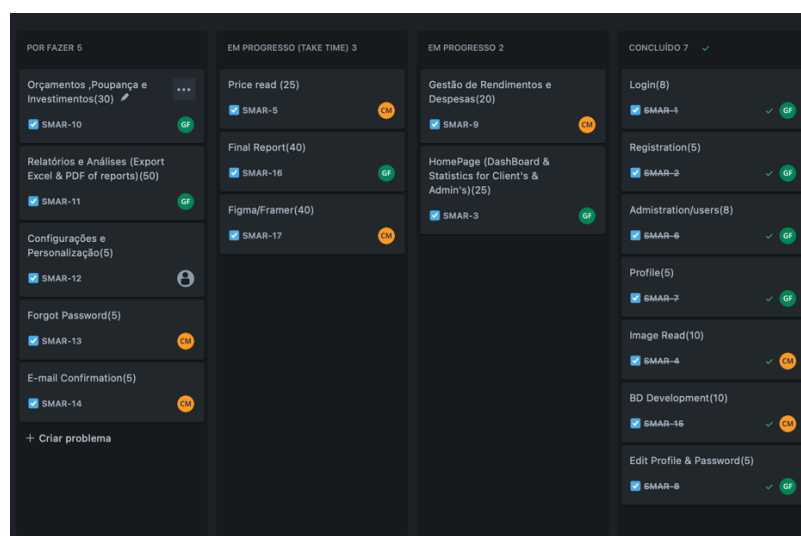 POR FAZER 5
Orçamentos ,Poupança e
Investimentos(30)
SMAR-10
GF
Relatórios e Análises (Export
Excel & PDF of reports)(50)
SMAR-11
GF
Configurações e
Personalização(5)
SMAR-12
Forgot Password(5)
SMAR-13
CM
E-mail Confirmation(5)
SMAR-14
CM
+ Criar problema
EM PROGRESSO (TAKE TIME) 3
Price read (25)
SMAR-5
CM
Final Report(40)
SMAR-16
GF
Figma/Framer(40)
SMAR-17
CM
EM PROGRESSO 2
Gestão de Rendimentos e
Despesas(20)
SMAR-9
CM
HomePage (DashBoard &
Statistics for Client's &
Admin's)(25)
SMAR-3
GF
CONCLUÍDO 7
Login(8)
SMAR-1
GF
Registration(5)
SMAR-2
GF
Admistration/users(8)
SMAR-6
GF
Profile(5)
SMAR-7
GF
Image Read(10)
SMAR-4
CM
BD Development(10)
SMAR-15
CM
Edit Profile & Password(5)
SMAR-8
GF